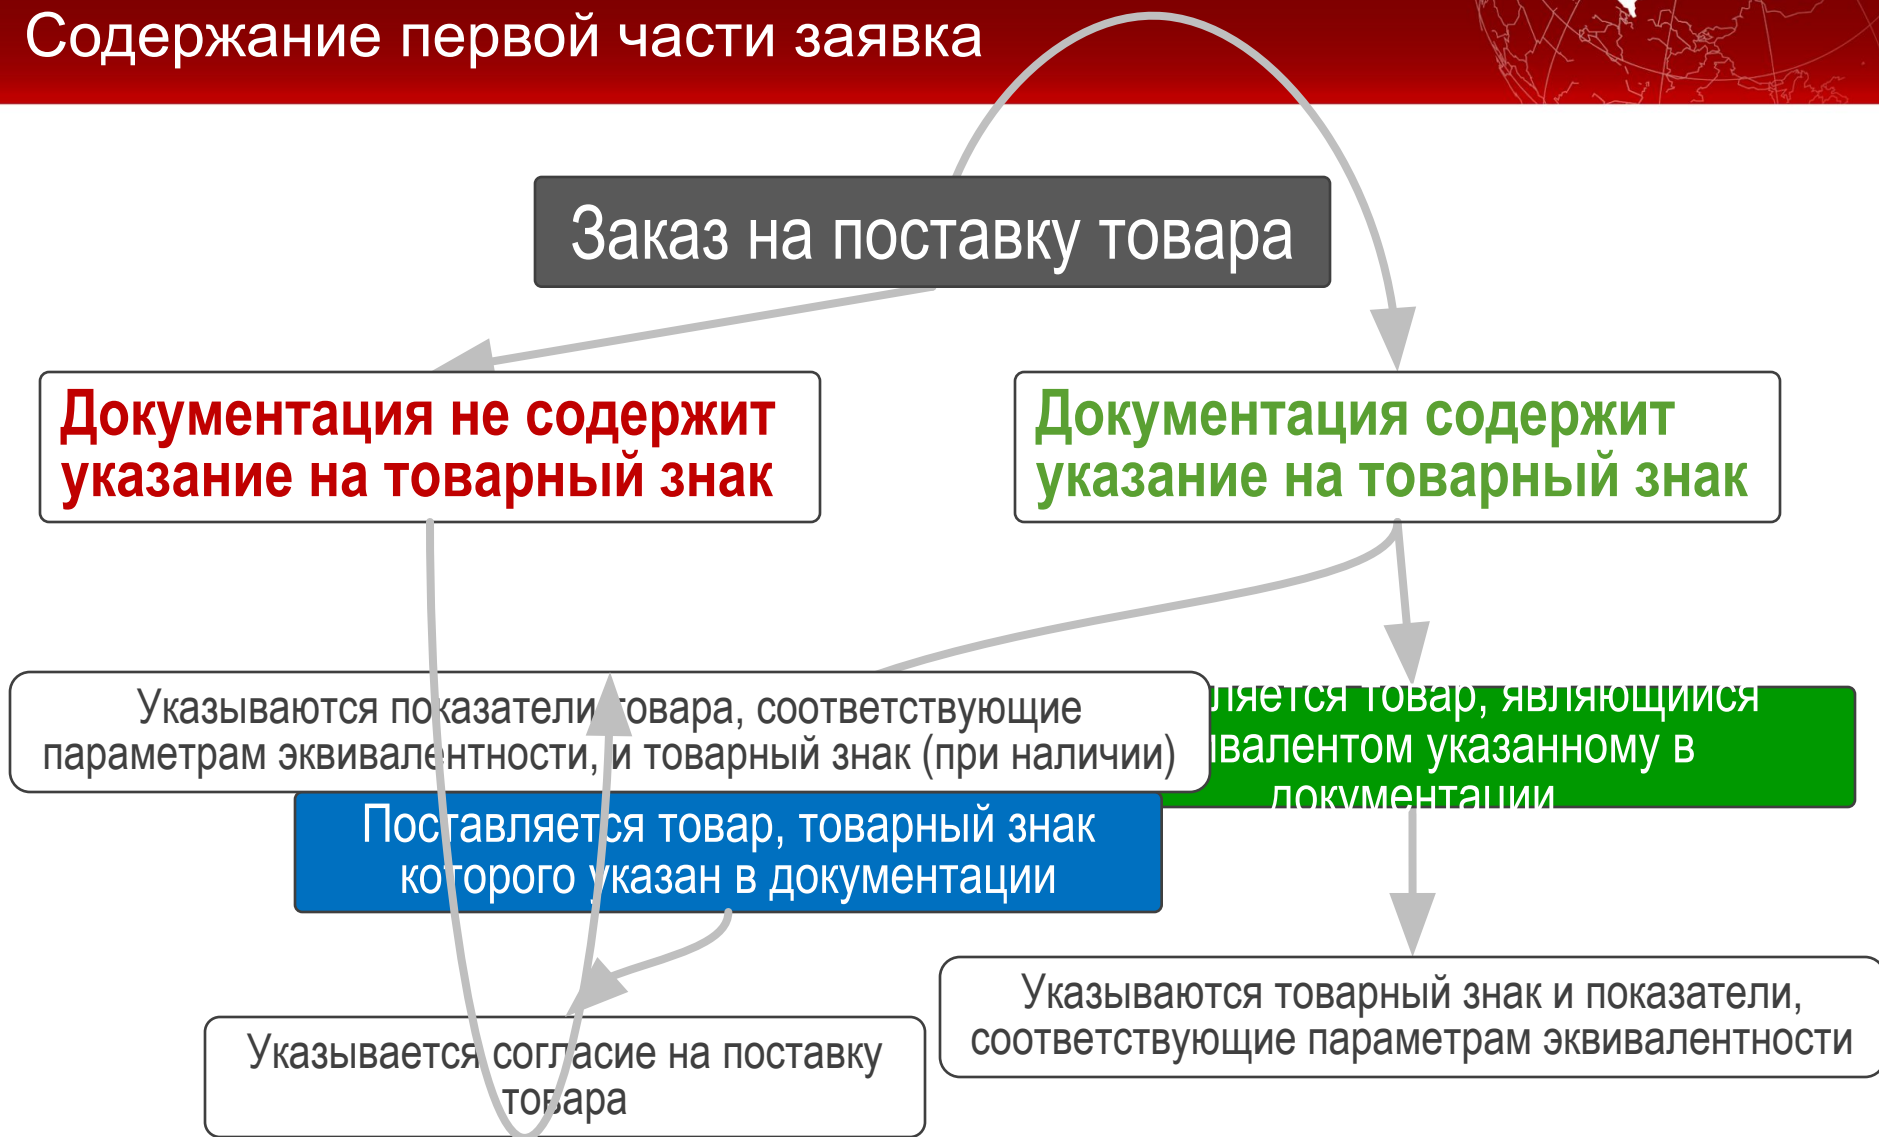 Содержание первой части заявка
Заказ на поставку товара
Документация не содержит
указание на товарный знак
Документация содержит
указание на товарный знак
Указываются показатели товара, соответствующие
параметрам эквивалентности, и товарный знак (при наличии)
товар, являющийся
указанному в
документации
Поставляется товар, товарный знак
которого указан в документации
Указываются товарный знак и показатели,
соответствующие параметрам эквивалентности
Указывается согласие на поставку
товара